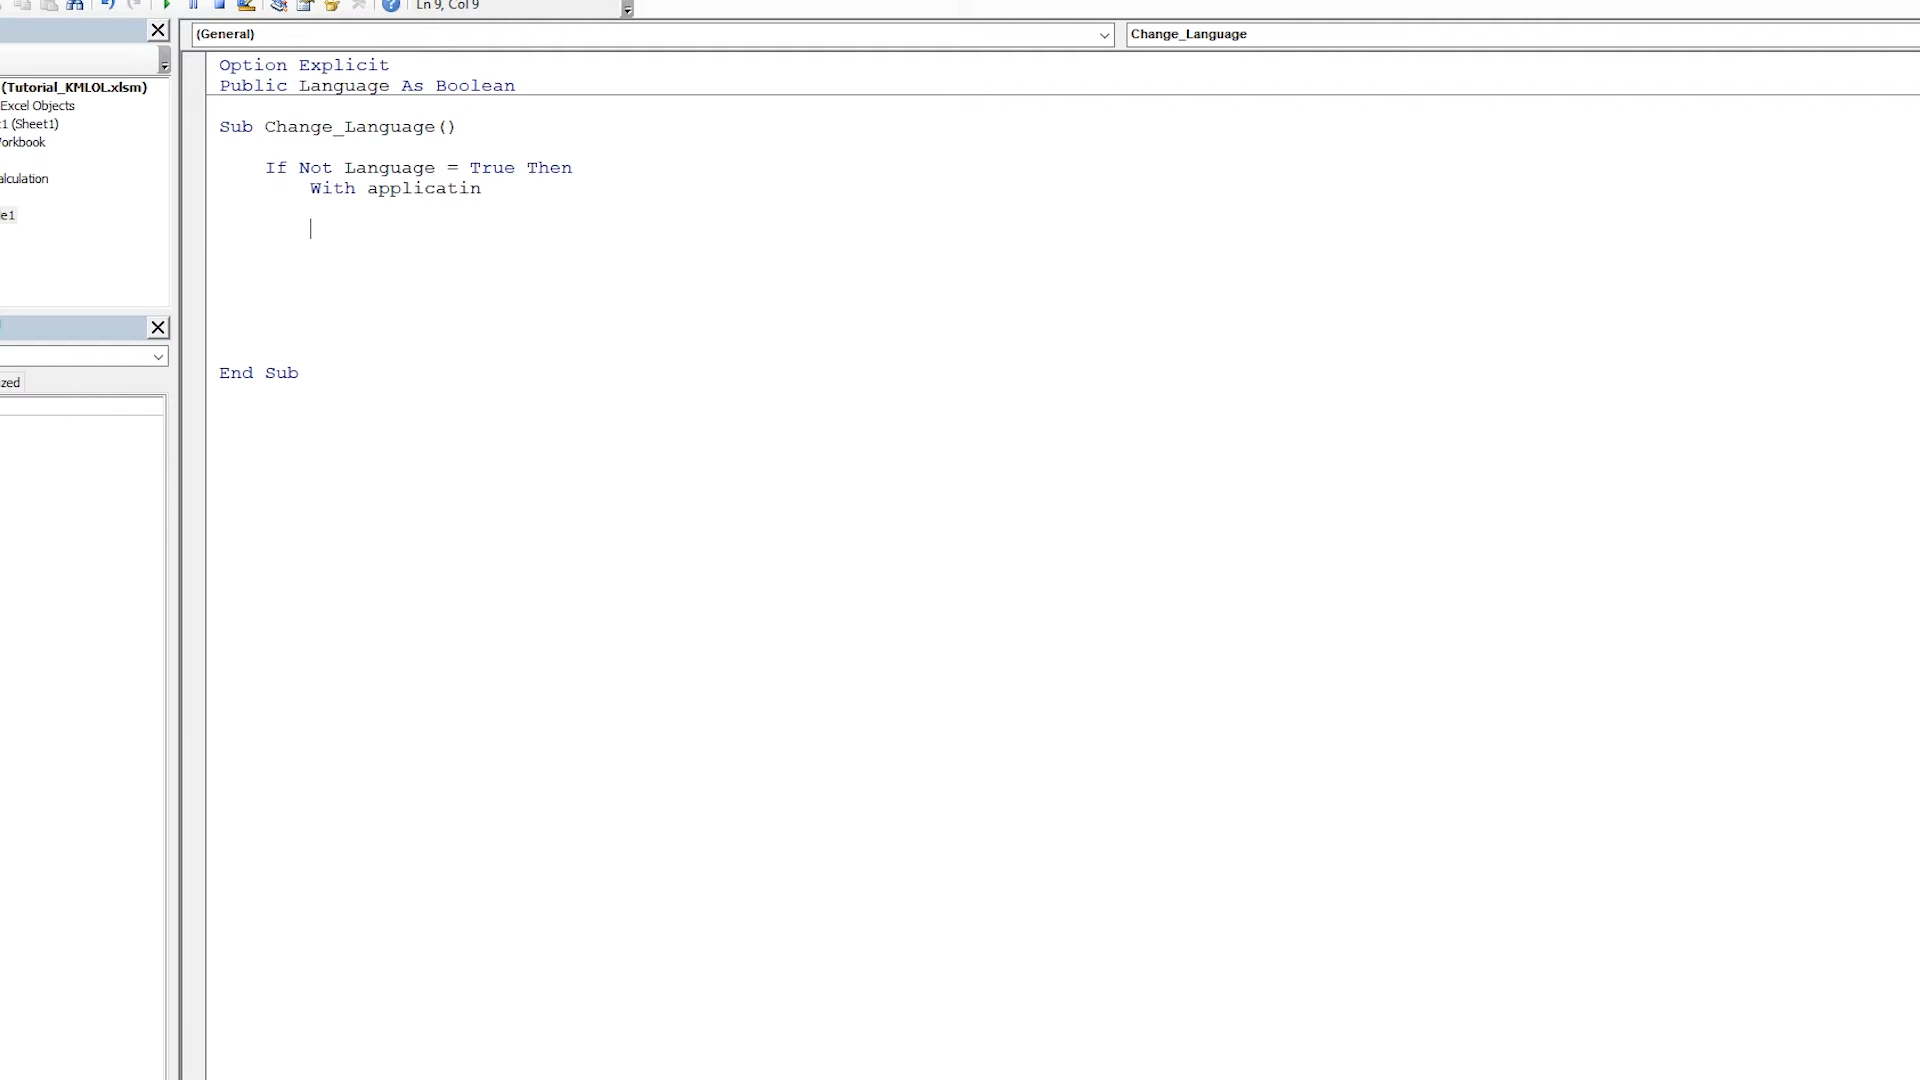 Ln 9, Col 9
(General)
Change_Language
(Tutorial_KMLOL.xlsm)
Excel Objects
1 (Sheet1)
orkbook
alculation
e1
zed
Option Explicit
Public Language As Boolean
Sub Change_Language()
If Not Language = True Then
With applicatin
End Sub